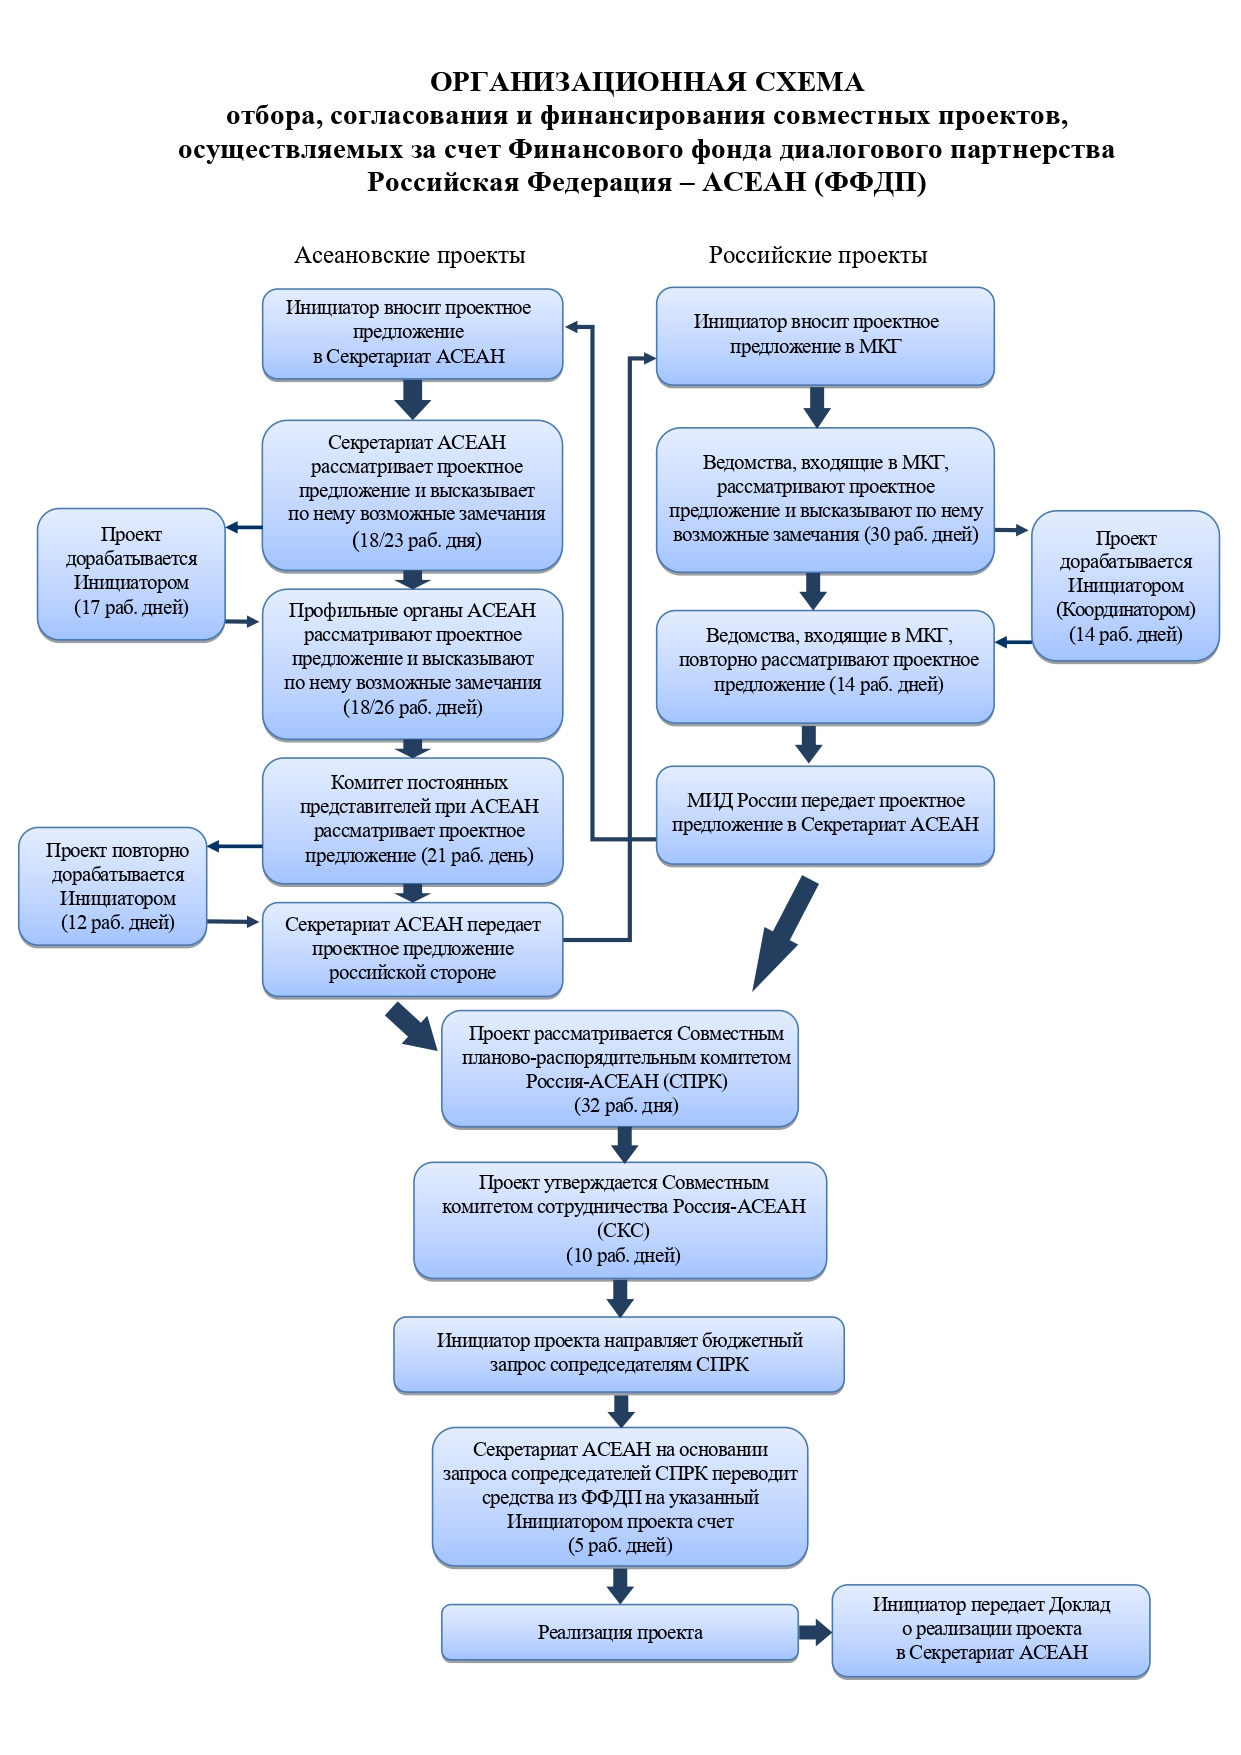 ОРГАНИЗАЦИОННАЯ СХЕМА
отбора, согласования и финансирования совместных проектов,
осуществляемых за счет Финансового фонда диалогового партнерства
Российская Федерация – АСЕАН (ФФДП)
Асеановские проекты
Инициатор вносит проектное
предложение
в Секретариат АСЕАН
Секретариат АСЕАН
рассматривает проектное
предложение и высказывает
по нему возможные замечания
(18/23 раб. дня)
Проект
дорабатывается
Инициатором
(17 раб. дней)
Профильные органы АСЕАН
рассматривают проектное
предложение и высказывают
по нему возможные замечания
(18/26 раб. дней)
Комитет постоянных
представителей при АСЕАН
рассматривает проектное
предложение (21 раб. день)
Проект повторно
дорабатывается
Инициатором
(12 раб. дней)
Секретариат АСЕАН передает
проектное предложение
российской стороне
Российские проекты
Инициатор вносит проектное
предложение в МКГ
Ведомства, входящие в МКГ,
рассматривают проектное
предложение и высказывают по нему
возможные замечания (30 раб. дней)
Проект
дорабатывается
Инициатором
(Координатором)
(14 раб. дней)
Ведомства, входящие в МКГ,
повторно рассматривают проектное
предложение (14 раб. дней)
МИД России передает проектное
предложение в Секретариат АСЕАН
Проект рассматривается Совместным
планово-распорядительным комитетом
Россия-АСЕАН (СПРК)
(32 раб. дня)
Проект утверждается Совместным
комитетом сотрудничества Россия-АСЕАН
(СКС)
(10 раб. дней)
Инициатор проекта направляет бюджетный
запрос сопредседателям СПРК
Секретариат АСЕАН на основании
запроса сопредседателей СПРК переводит
средства из ФФДП на указанный
Инициатором проекта счет
(5 раб. дней)
Реализация проекта
Инициатор передает Доклад
о реализации проекта
в Секретариат АСЕАН